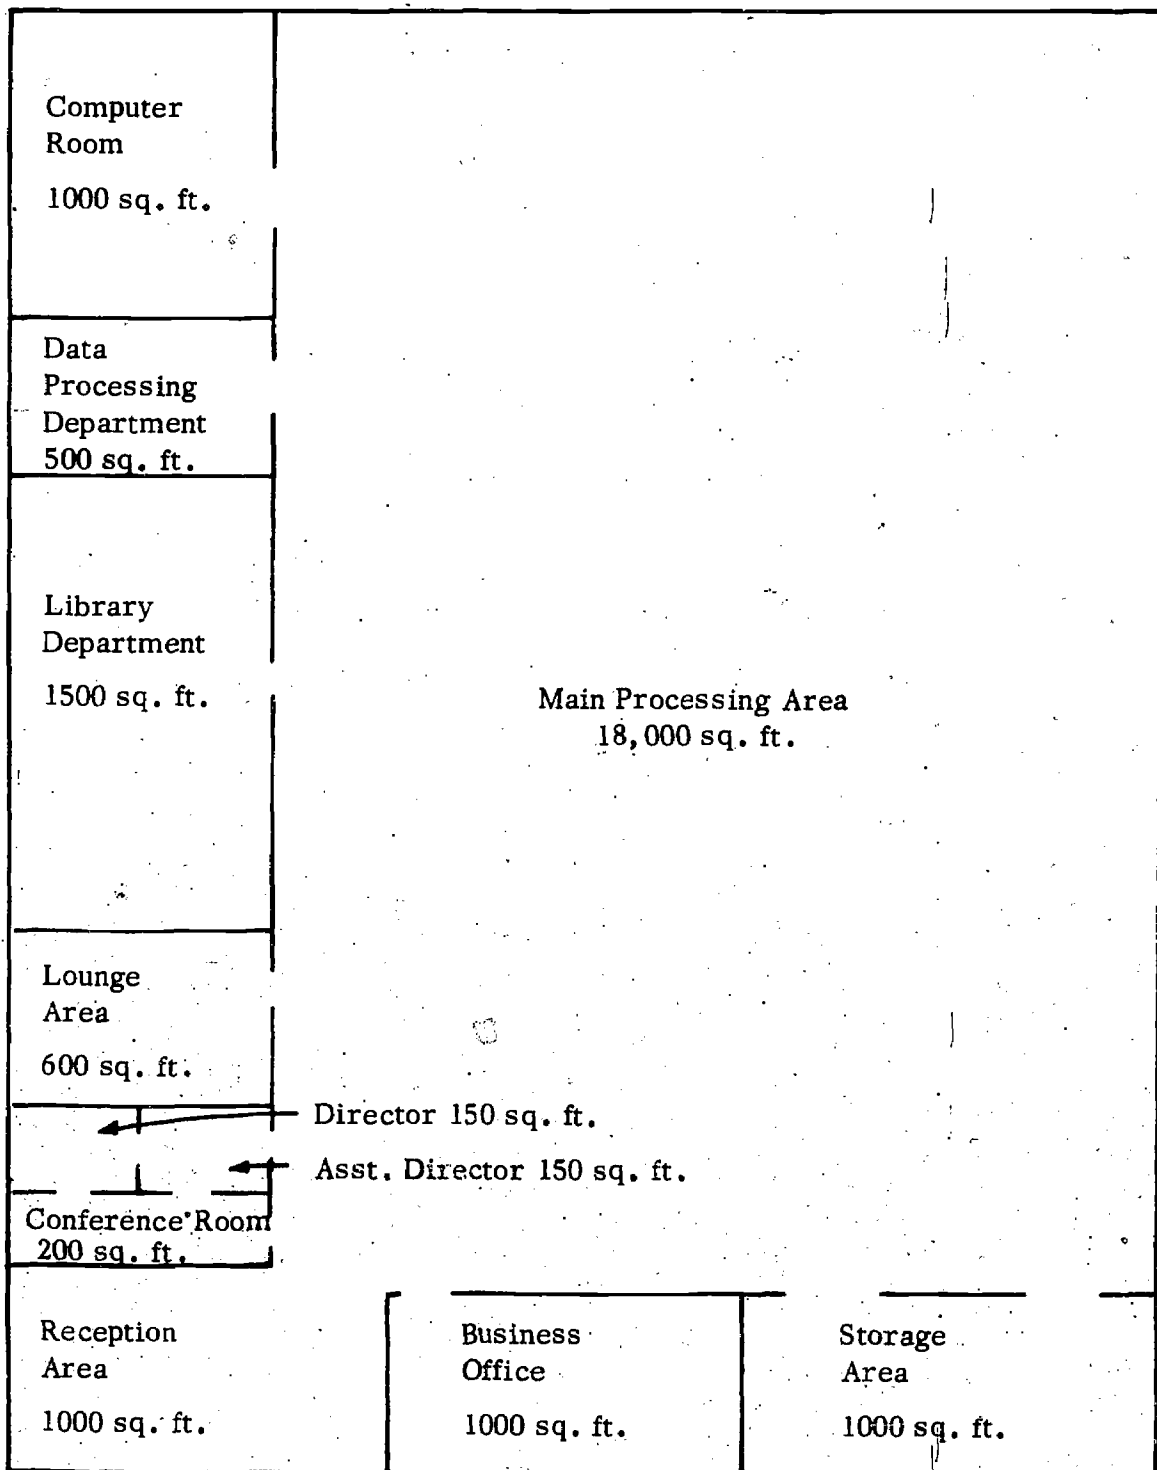 Computer
Room
1000 sq. ft.
Data
Processing
Department
500 sq. ft.
Library
Department
1500 sq. ft.
Main Processing Area
18,000 sq. ft.
Lounge
Area
600 sq. ft.
Director 150 sq. ft.
Asst. Director 150 sq. ft.
Conference Room
200 sq. ft.
Reception
Area
1000 sq. ft.
Business
Office
1000 sq. ft.
Storage
Area
1000 sq. ft.